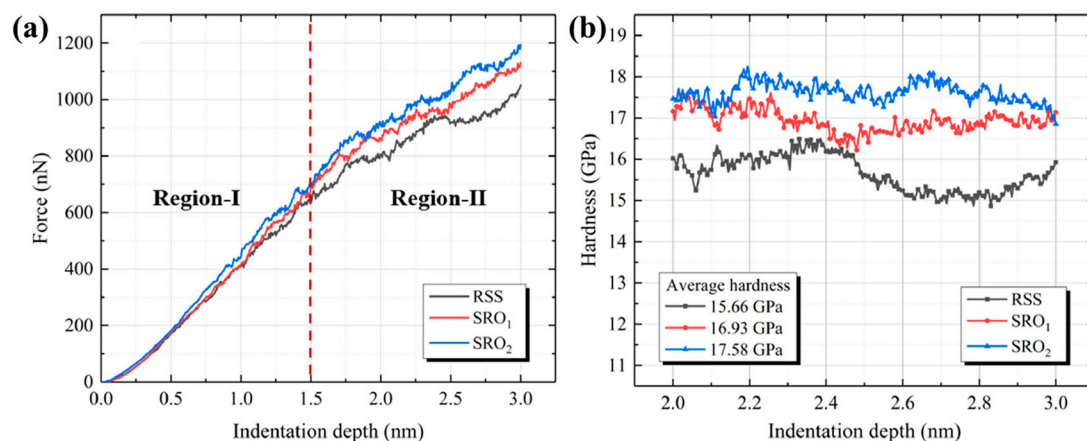 (a)
1200
1000
800
600
400
200
0
Force (nN)
Region-I
Region-II
RSS
SRO₁
SRO₂
0.0 0.5 1.0 1.5 2.0 2.5 3.0
Indentation depth (nm)
(b)
19
18
17
16
15
14
13
12
11
Hardness (GPa)
Average hardness
15.66 GPa
16.93 GPa
17.58 GPa
RSS
SRO₁
SRO₂
2.0 2.2 2.4 2.6 2.8 3.0
Indentation depth (nm)